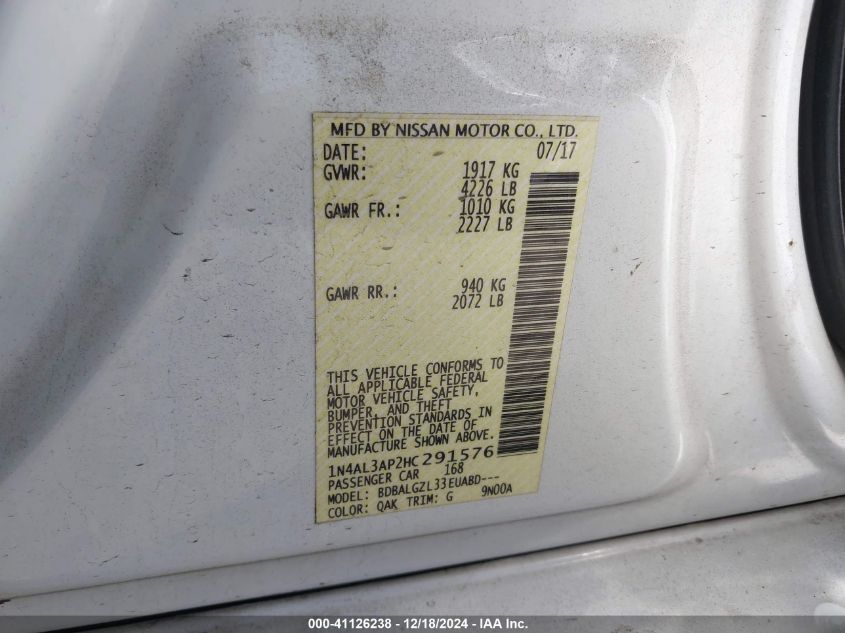 MFD BY NISSAN MOTOR CO., LTD.
DATE: 07/17
GVWR: 1917 KG
4226 LB
GAWR FR.: 1010 KG
2227 LB
GAWR RR.: 940 KG
2072 LB
THIS VEHICLE CONFORMS TO
ALL APPLICABLE FEDERAL
MOTOR VEHICLE SAFETY,
BUMPER, AND THEFT
PREVENTION STANDARDS IN
EFFECT ON THE DATE OF
MANUFACTURE SHOWN ABOVE.
1N4AL3AP2HC291576
PASSENGER CAR 168
MODEL: BDBALGZL33EUABD---
COLOR: QAK TRIM: G 9N00A
000-41126238 - 12/18/2024 - IAA Inc.